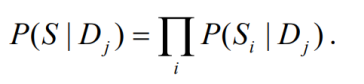 P(S | D_j) = ∏_i P(S_i | D_j).